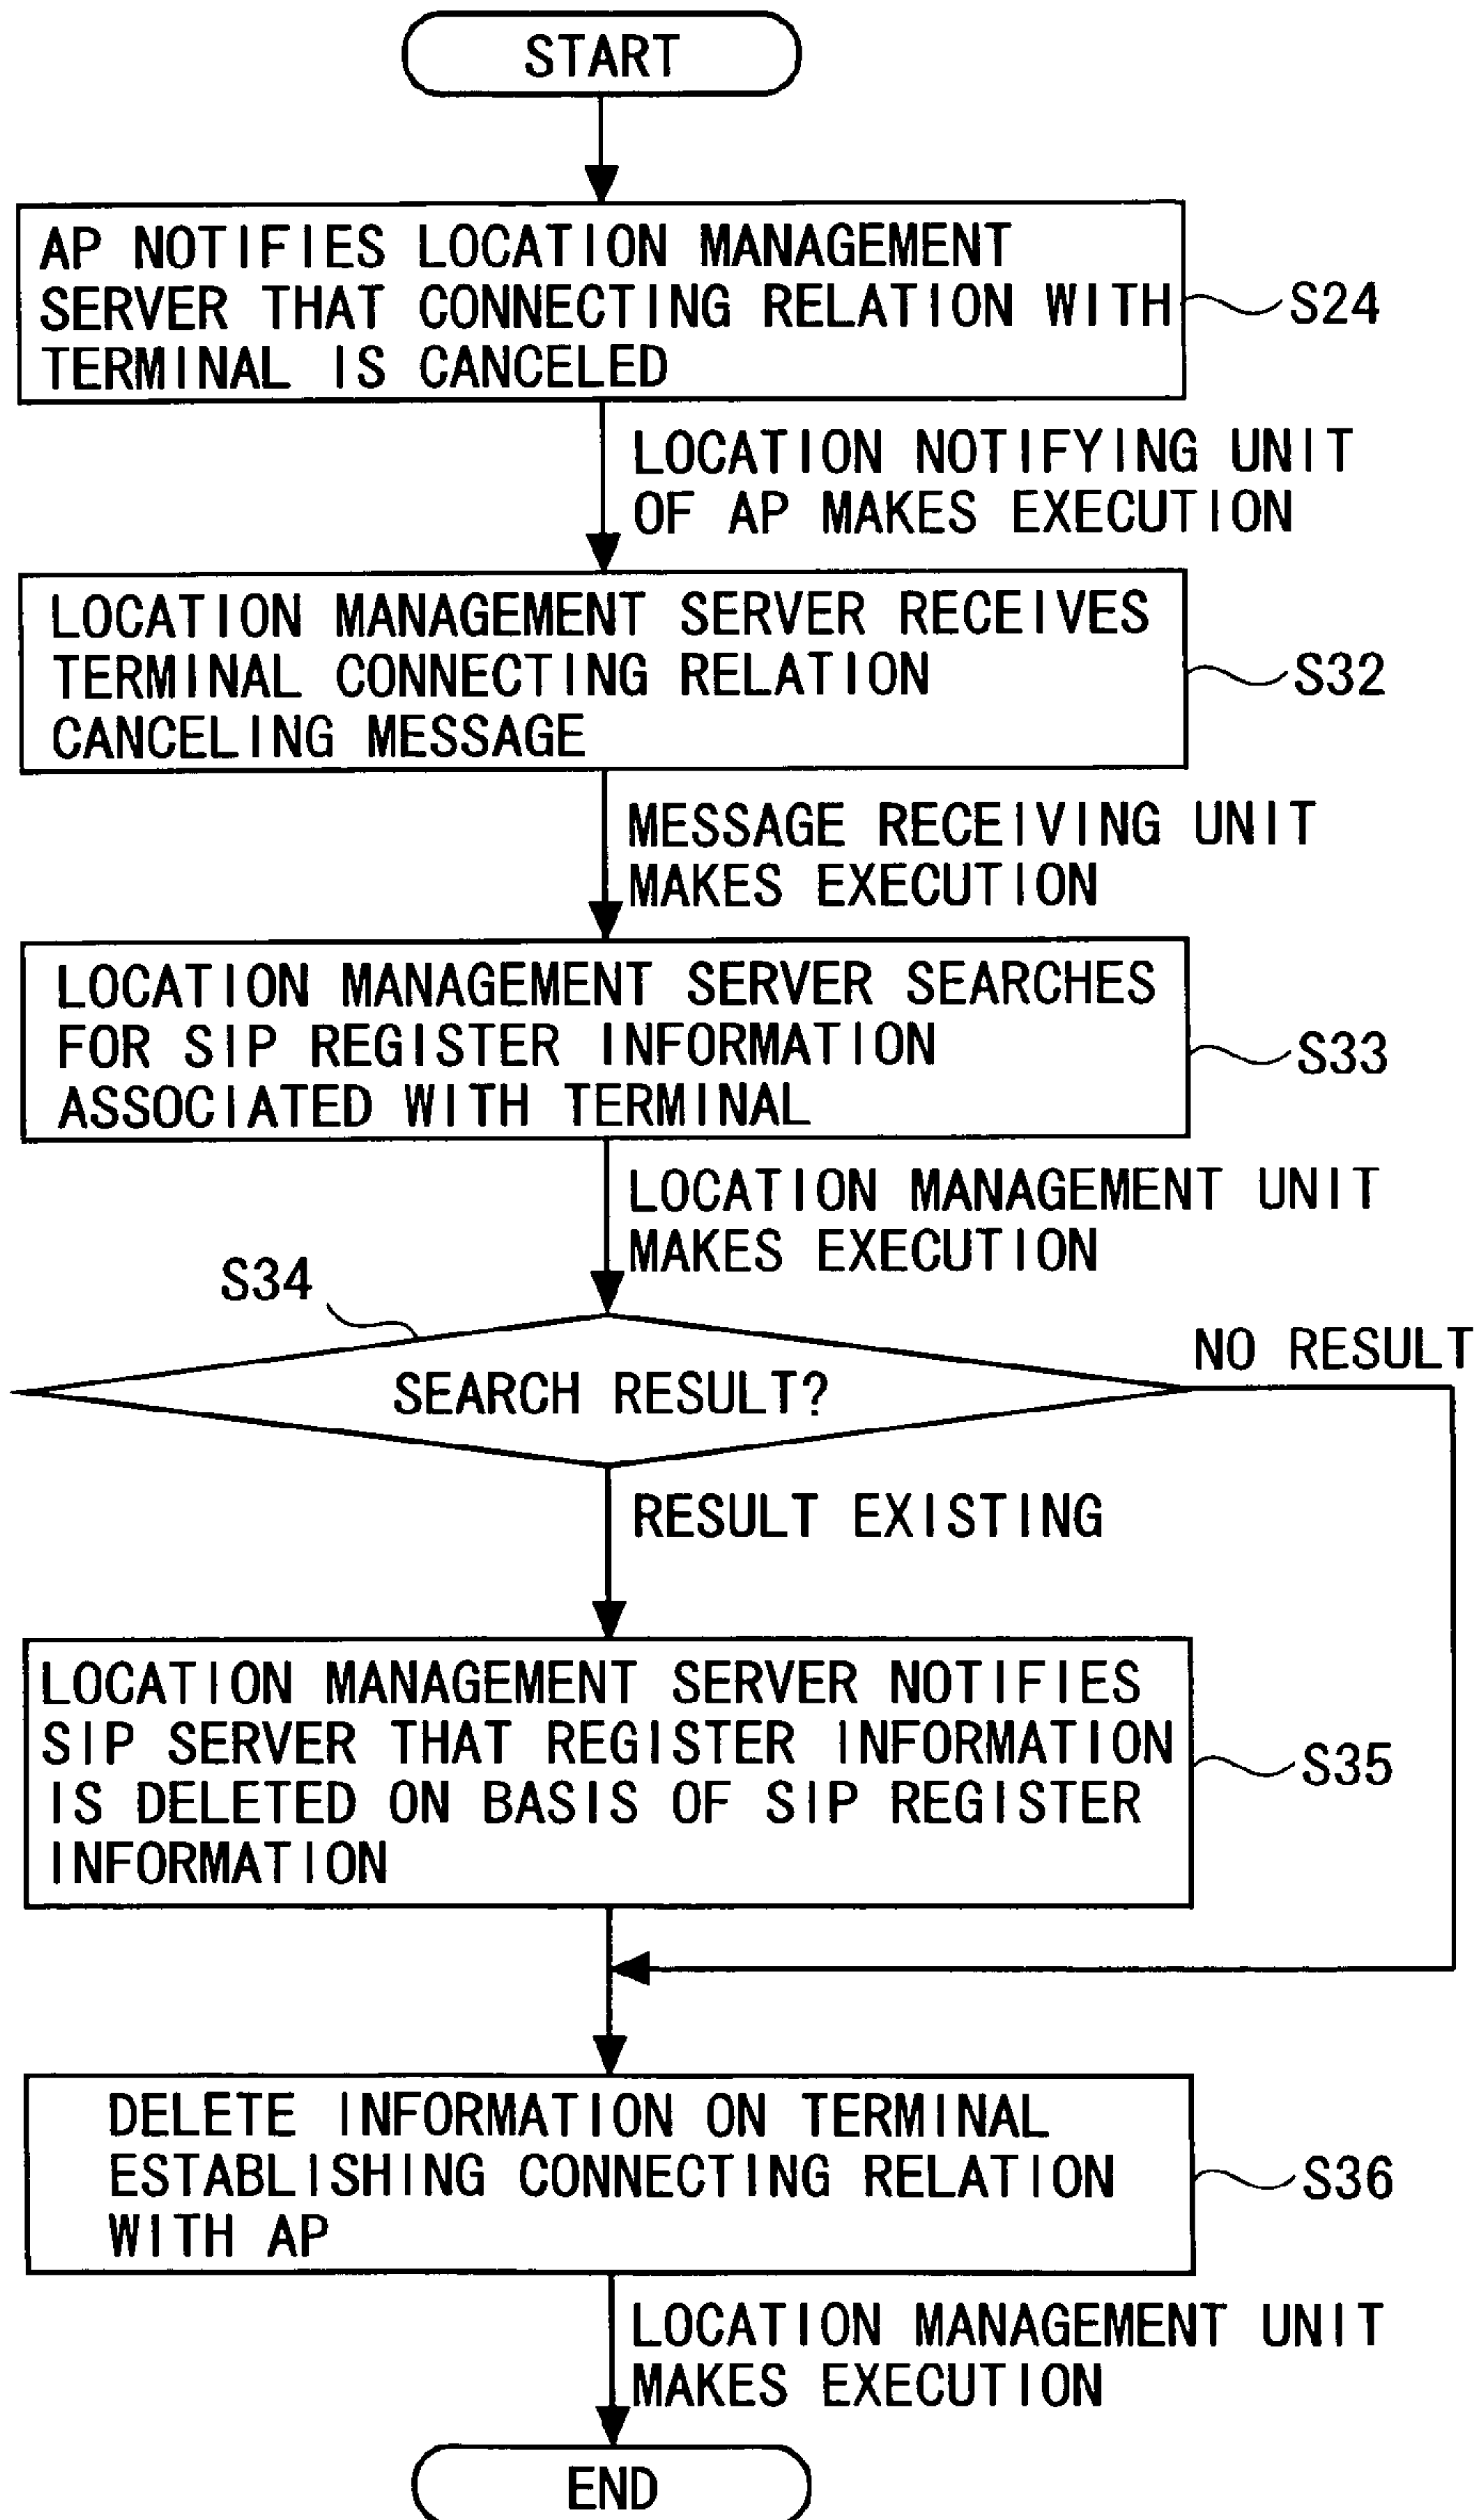 START
AP NOTIFIES LOCATION MANAGEMENT
SERVER THAT CONNECTING RELATION WITH
TERMINAL IS CANCELED
S24
LOCATION NOTIFYING UNIT
OF AP MAKES EXECUTION
LOCATION MANAGEMENT SERVER RECEIVES
TERMINAL CONNECTING RELATION
CANCELING MESSAGE
S32
MESSAGE RECEIVING UNIT
MAKES EXECUTION
LOCATION MANAGEMENT SERVER SEARCHES
FOR SIP REGISTER INFORMATION
ASSOCIATED WITH TERMINAL
S33
LOCATION MANAGEMENT UNIT
MAKES EXECUTION
S34
SEARCH RESULT?
NO RESULT
RESULT EXISTING
LOCATION MANAGEMENT SERVER NOTIFIES
SIP SERVER THAT REGISTER INFORMATION
IS DELETED ON BASIS OF SIP REGISTER
INFORMATION
S35
DELETE INFORMATION ON TERMINAL
ESTABLISHING CONNECTING RELATION
WITH AP
S36
LOCATION MANAGEMENT UNIT
MAKES EXECUTION
END